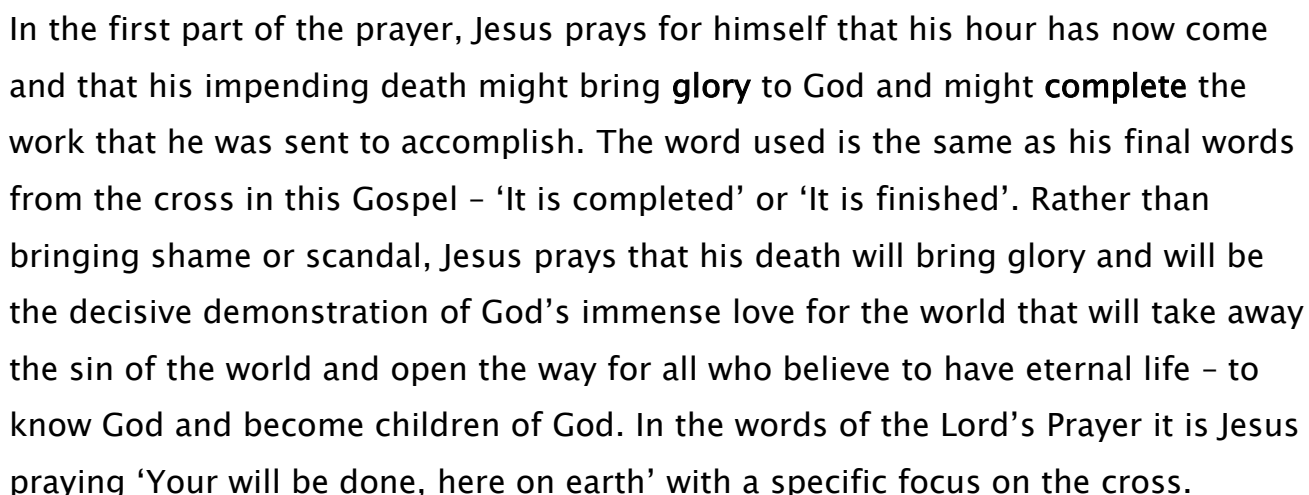 In the first part of the prayer, Jesus prays for himself that his hour has now come
and that his impending death might bring glory to God and might complete the
work that he was sent to accomplish. The word used is the same as his final words
from the cross in this Gospel – ‘It is completed’ or ‘It is finished’. Rather than
bringing shame or scandal, Jesus prays that his death will bring glory and will be
the decisive demonstration of God’s immense love for the world that will take away
the sin of the world and open the way for all who believe to have eternal life – to
know God and become children of God. In the words of the Lord’s Prayer it is Jesus
praying ‘Your will be done, here on earth’ with a specific focus on the cross.